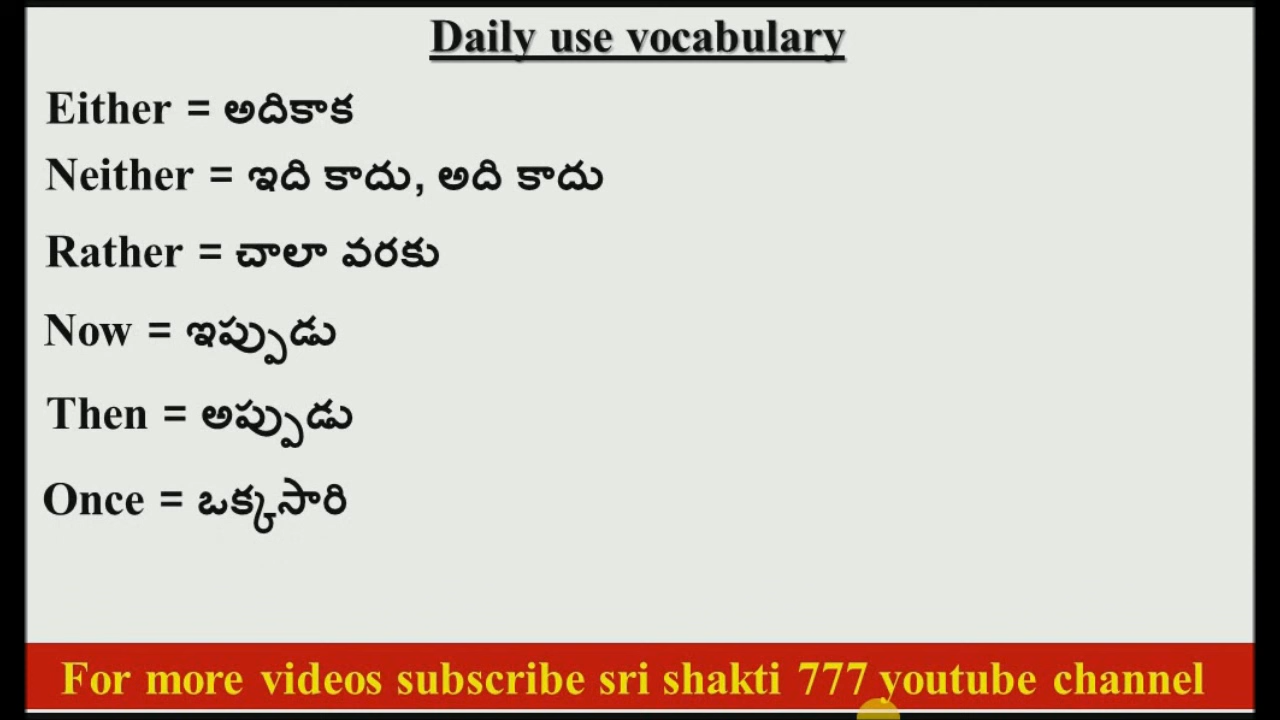 Daily use vocabulary
Either = అదికాక
Neither = ఇది కాదు, అది కాదు
Rather = చాలా వరకు
Now = ఇప్పుడు
Then = అప్పుడు
Once = ఒక్కసారి
For more videos subscribe sri shakti 777 youtube channel